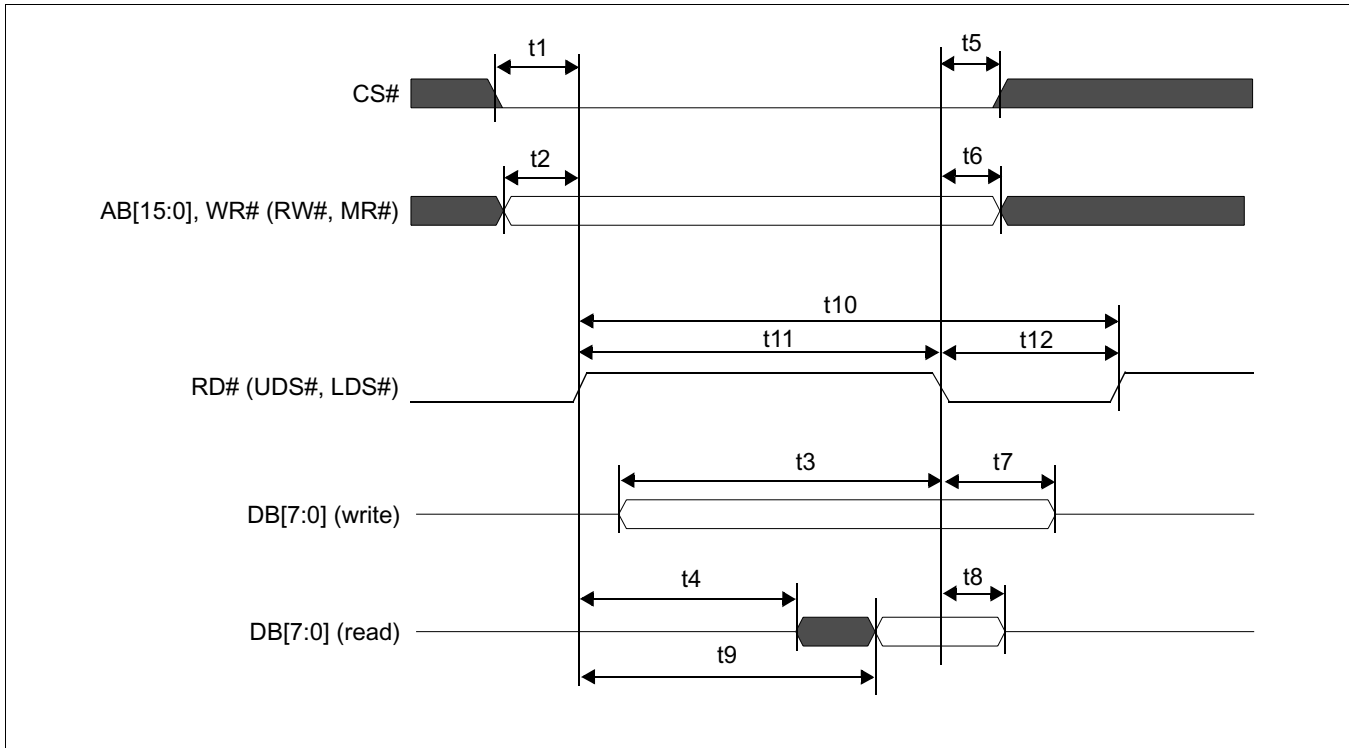 t1
t5
CS#
t2
t6
AB[15:0], WR# (RW#, MR#)
t10
t11
t12
RD# (UDS#, LDS#)
t3
t7
DB[7:0] (write)
t4
t8
DB[7:0] (read)
t9